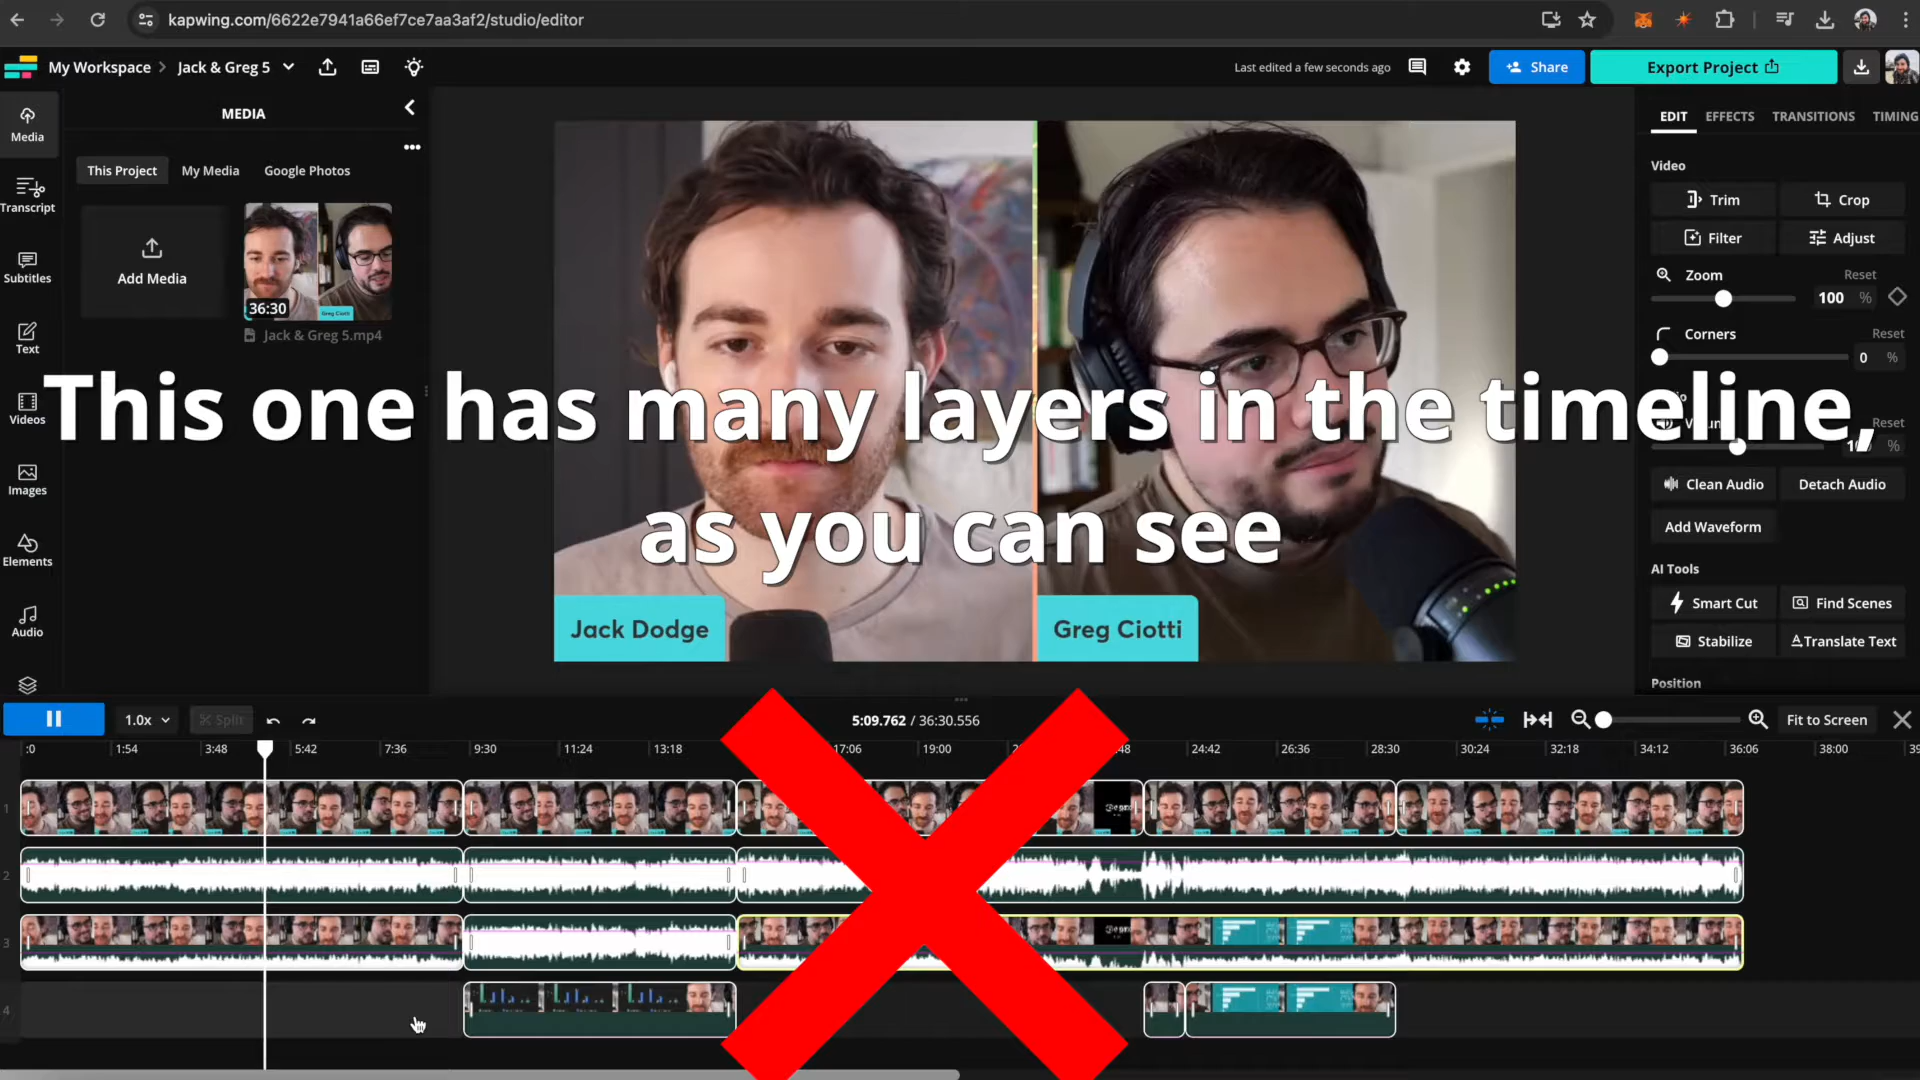 kapwing.com/6622e7941a66ef7ce7aa3af2/studio/editor
My Workspace
Jack & Greg 5
Last edited a few seconds ago
Share
Export Project
Media
Transcript
Subtitles
Text
Videos
Images
Elements
Audio
MEDIA
This Project
My Media
Google Photos
Add Media
36:30
Greg Ciotti
Jack & Greg 5.mp4
This one has many layers in the timeline,
as you can see
Jack Dodge
Greg Ciotti
EDIT
EFFECTS
TRANSITIONS
TIMING
Video
Trim
Crop
Filter
Adjust
Zoom
Reset
100 %
Corners
Reset
0 %
Reset
%
Clean Audio
Detach Audio
Add Waveform
AI Tools
Smart Cut
Find Scenes
Stabilize
Translate Text
Position
1.0x
Split
5:09.762 / 36:30.556
Fit to Screen
:0 1:54 3:48 5:42 7:36 9:30 11:24 13:18 17:06 19:00 24:42 26:36 28:30 30:24 32:18 34:12 36:06 38:00
1
2
3
4